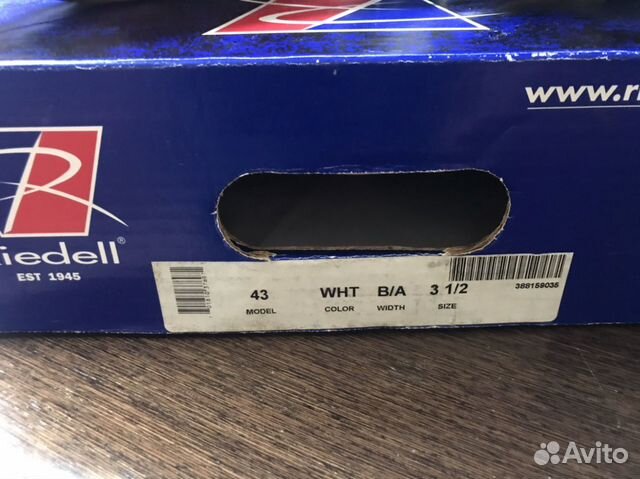 www.r
R
iedell®
EST 1945
43 WHT B/A 3 1/2
MODEL COLOR WIDTH SIZE
388159035
Avito